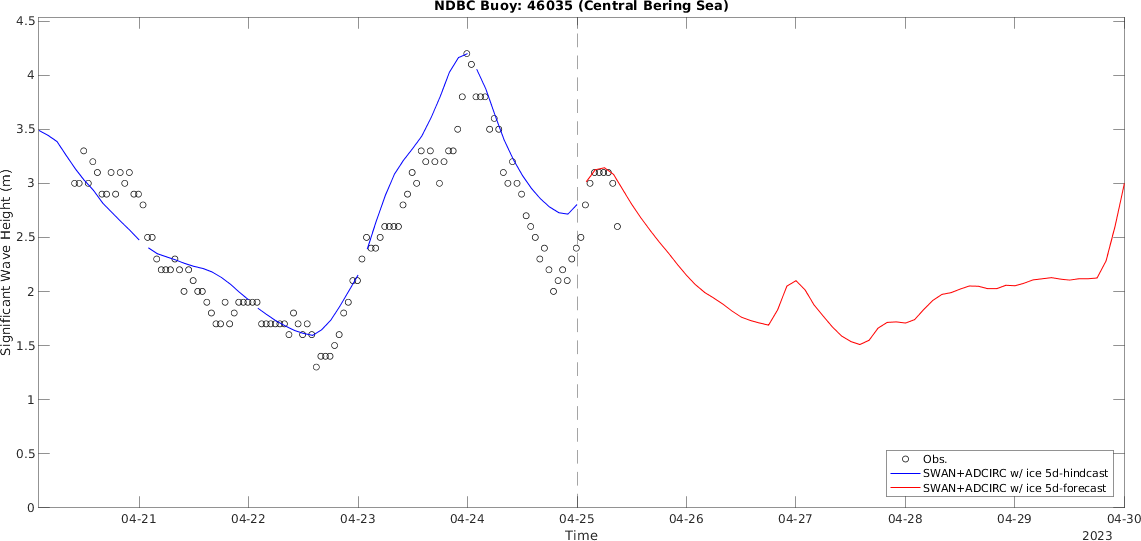 NDBC Buoy: 46035 (Central Bering Sea)
4.5
4
3.5
3
2.5
2
1.5
1
0.5
0
Significant Wave Height (m)
04-21 04-22 04-23 04-24 04-25 04-26 04-27 04-28 04-29 04-30
Time
2023
Obs.
SWAN+ADCIRC w/ ice 5d-hindcast
SWAN+ADCIRC w/ ice 5d-forecast